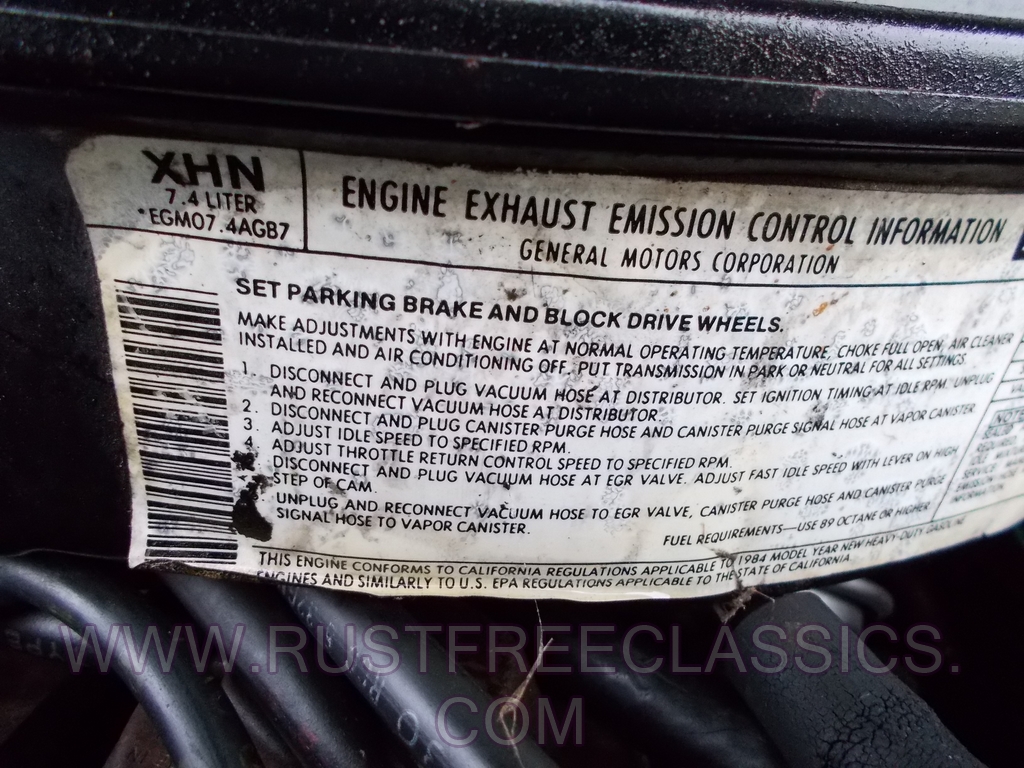 XHN
7.4 LITER
*EGM07.4AGB7
ENGINE EXHAUST EMISSION CONTROL INFORMATION
GENERAL MOTORS CORPORATION
SET PARKING BRAKE AND BLOCK DRIVE WHEELS.
MAKE ADJUSTMENTS WITH ENGINE AT NORMAL OPERATING TEMPERATURE, CHOKE FULL OPEN, AIR CLEANER
INSTALLED AND AIR CONDITIONING OFF. PUT TRANSMISSION IN PARK OR NEUTRAL FOR ALL SETTINGS.
1. DISCONNECT AND PLUG VACUUM HOSE AT DISTRIBUTOR. SET IGNITION TIMING AT IDLE RPM. UNPLUG
AND RECONNECT VACUUM HOSE AT DISTRIBUTOR.
2. DISCONNECT AND PLUG CANISTER PURGE HOSE AND CANISTER PURGE SIGNAL HOSE AT VAPOR CANISTER
3. ADJUST IDLE SPEED TO SPECIFIED RPM.
4. ADJUST THROTTLE RETURN CONTROL SPEED TO SPECIFIED RPM.
DISCONNECT AND PLUG VACUUM HOSE AT EGR VALVE. ADJUST FAST IDLE SPEED WITH LEVER ON HIGH
STEP OF CAM.
UNPLUG AND RECONNECT VACUUM HOSE TO EGR VALVE, CANISTER PURGE HOSE AND CANISTER PURGE
SIGNAL HOSE TO VAPOR CANISTER.
FUEL REQUIREMENTS—USE 89 OCTANE OR HIGHER
THIS ENGINE CONFORMS TO CALIFORNIA REGULATIONS APPLICABLE TO 1984 MODEL YEAR NEW HEAVY-DUTY GASOLINE
ENGINES AND SIMILARLY TO U.S. EPA REGULATIONS APPLICABLE TO THE STATE OF CALIFORNIA.
WWW.RUSTFREECLASSICS.
COM